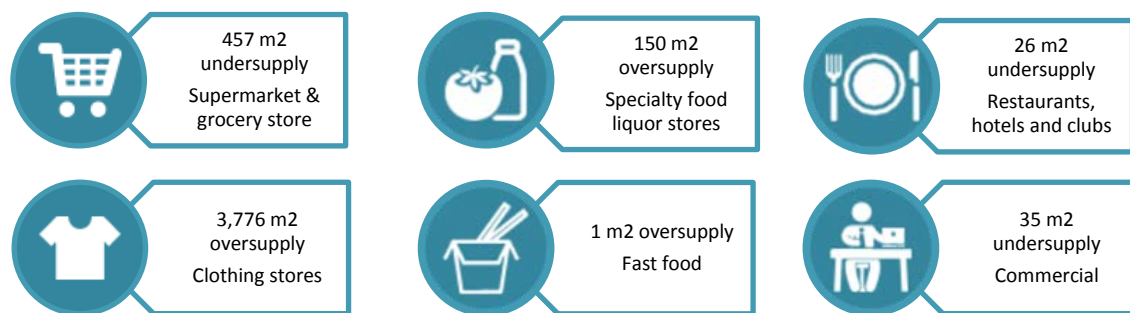 457 m2
undersupply
Supermarket &
grocery store
150 m2
oversupply
Specialty food
liquor stores
26 m2
undersupply
Restaurants,
hotels and clubs
3,776 m2
oversupply
Clothing stores
1 m2 oversupply
Fast food
35 m2
undersupply
Commercial